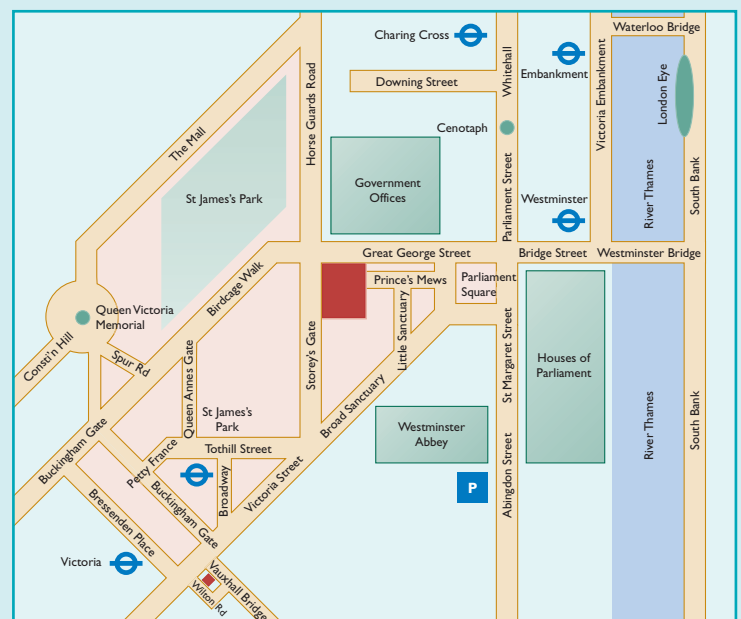 Waterloo Bridge
Charing Cross
Embankment
Whitehall
Victoria Embankment
London Eye
Downing Street
Horse Guards Road
The Mall
Cenotaph
St James's Park
Government
Offices
Parliament Street
Westminster
River Thames
South Bank
Great George Street
Bridge Street
Westminster Bridge
Birdcage Walk
Prince's Mews
Parliament
Square
Queen Victoria
Memorial
Consti'n Hill
Spur Rd
Queen Annes Gate
Storey's Gate
Little Sanctuary
St Margaret Street
Houses of
Parliament
St James's
Park
Broad Sanctuary
Westminster
Abbey
River Thames
South Bank
Buckingham Gate
Petty France
Tothill Street
Broadway
Victoria Street
Abingdon Street
P
Buckingham Gate
Bressenden Place
Victoria
Vauxhall Bridge
Wilton Rd